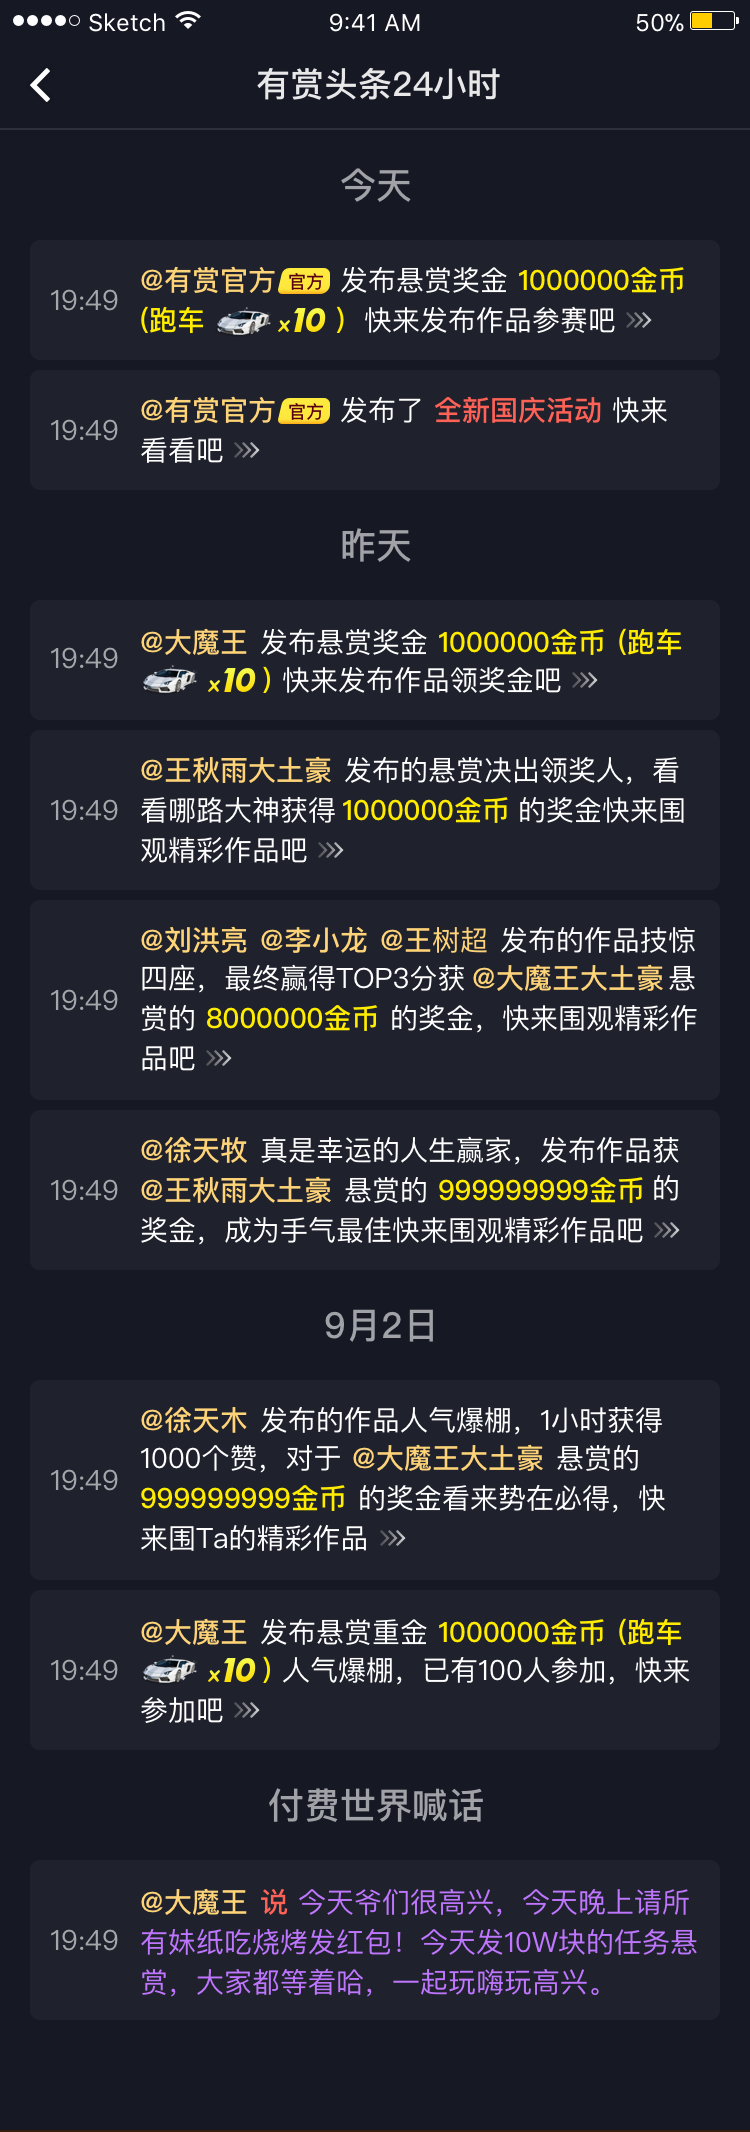 Sketch 9:41 AM 50%
有赏头条24小时
今天
19:49
@有赏官方 官方 发布悬赏奖金 1000000金币
(跑车 x10 ) 快来发布作品参赛吧
19:49
@有赏官方 官方 发布了 全新国庆活动 快来
看看吧
昨天
19:49
@大魔王 发布悬赏奖金 1000000金币 (跑车
x10 ) 快来发布作品领奖金吧
19:49
@王秋雨大土豪 发布的悬赏决出领奖人，看
看哪路大神获得 1000000金币 的奖金快来围
观精彩作品吧
19:49
@刘洪亮 @李小龙 @王树超 发布的作品技惊
四座，最终赢得TOP3分获 @大魔王大土豪 悬
赏的 8000000金币 的奖金，快来围观精彩作
品吧
19:49
@徐天牧 真是幸运的人生赢家，发布作品获
@王秋雨大土豪 悬赏的 999999999金币 的
奖金，成为手气最佳快来围观精彩作品吧
9月2日
19:49
@徐天木 发布的作品人气爆棚，1小时获得
1000个赞，对于 @大魔王大土豪 悬赏的
999999999金币 的奖金看来势在必得，快
来围Ta的精彩作品
19:49
@大魔王 发布悬赏重金 1000000金币 (跑车
x10 ) 人气爆棚，已有100人参加，快来
参加吧
付费世界喊话
19:49
@大魔王 说 今天爷们很高兴，今天晚上请所
有妹纸吃烧烤发红包！今天发10W块的任务悬
赏，大家都等着哈，一起玩嗨玩高兴。